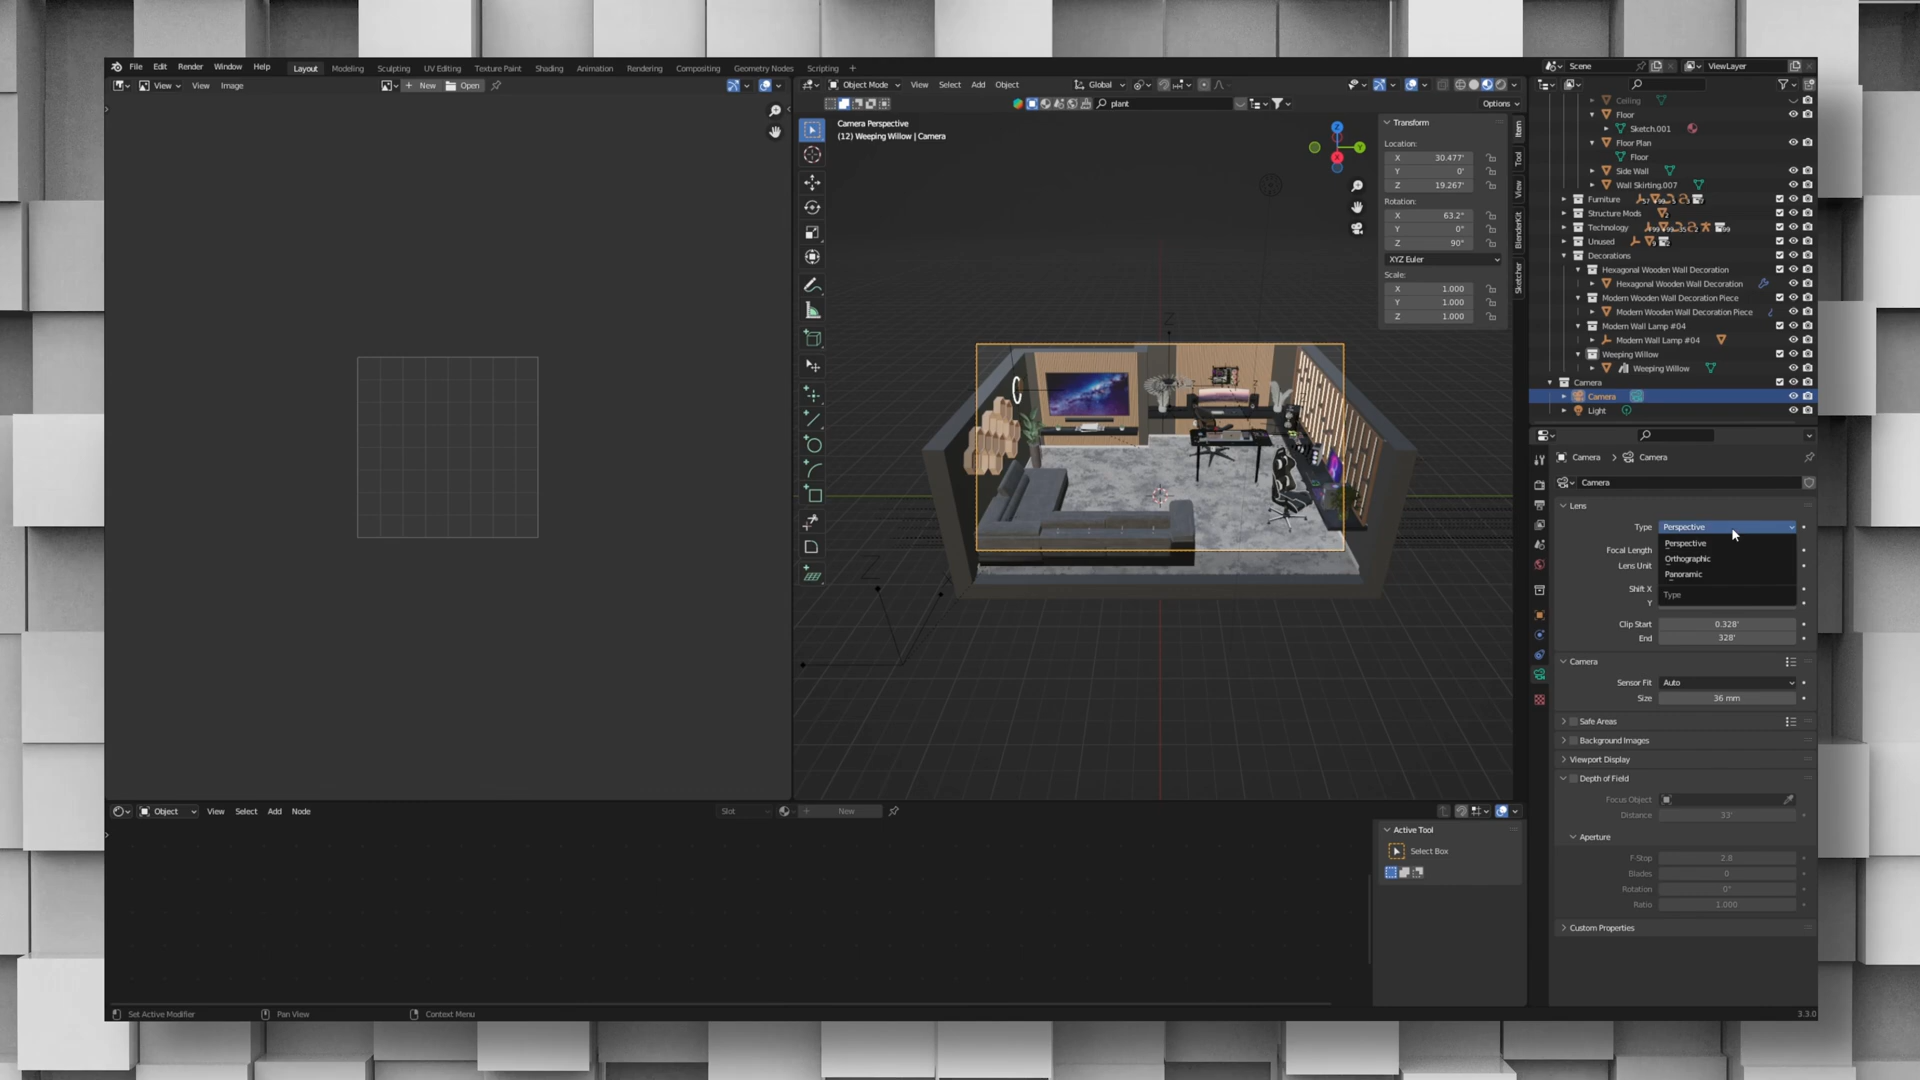 File Edit Render Window Help Layout Modeling Sculpting UV Editing Texture Paint Shading Animation Rendering Compositing Geometry Nodes Scripting + Scene ViewLayer
View View Image + New Open
Object Mode View Select Add Object Global
plant Options
Camera Perspective
(12) Weeping Willow | Camera
Transform
Location:
X 30.477'
Y 0'
Z 19.267'
Rotation:
X 63.2°
Y 0°
Z 90°
XYZ Euler
Scale:
X 1.000
Y 1.000
Z 1.000
Item
Tool
View
BlenderKit
Sketcher
Z
Y
X
Z
Z
Ceiling
Floor
Sketch.001
Floor Plan
Floor
Side Wall
Wall Skirting.007
Furniture
Structure Mods
Technology
Unused
Decorations
Hexagonal Wooden Wall Decoration
Hexagonal Wooden Wall Decoration
Modern Wooden Wall Decoration Piece
Modern Wooden Wall Decoration Piece
Modern Wall Lamp #04
Modern Wall Lamp #04
Weeping Willow
Weeping Willow
Camera
Camera
Light
Camera > Camera
Camera
Lens
Type Perspective
Perspective
Orthographic
Panoramic
Type
Focal Length
Lens Unit
Shift X
Y
Clip Start 0.328'
End 328'
Camera
Sensor Fit Auto
Size 36 mm
Safe Areas
Background Images
Viewport Display
Depth of Field
Focus Object
Distance 33'
Aperture
F-Stop 2.8
Blades 0
Rotation 0°
Ratio 1.000
Custom Properties
Object View Select Add Node Slot + New
Active Tool
Select Box
Set Active Modifier Pan View Context Menu 3.3.0